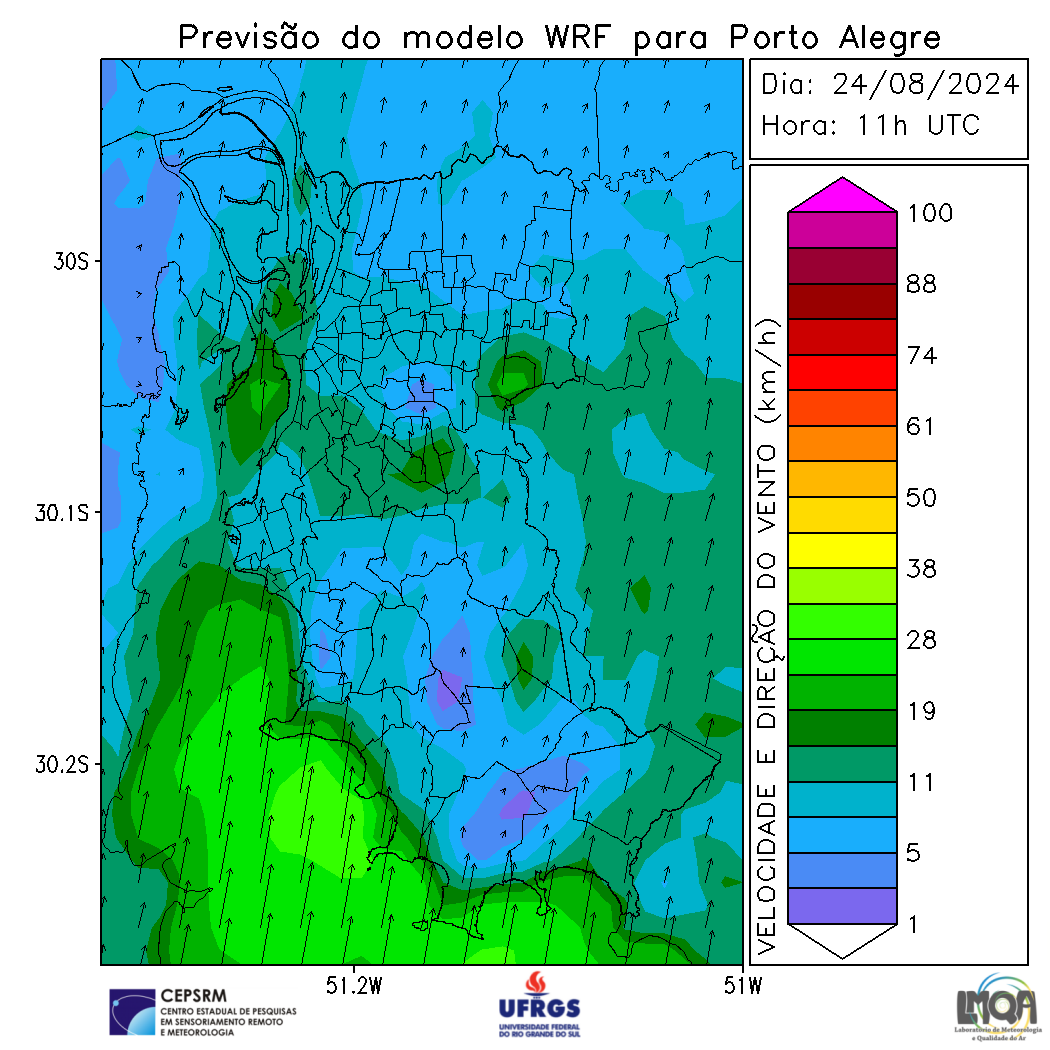 Previsão do modelo WRF para Porto Alegre
Dia: 24/08/2024
Hora: 11h UTC
30S
30.1S
30.2S
51.2W
51W
VELOCIDADE E DIREÇÃO DO VENTO (km/h)
100
88
74
61
50
38
28
19
11
5
1
CEPSRM
CENTRO ESTADUAL DE PESQUISAS
EM SENSORIAMENTO REMOTO
E METEOROLOGIA
UFRGS
UNIVERSIDADE FEDERAL
DO RIO GRANDE DO SUL
LMQA
Laboratório de Meteorologia
e Qualidade do Ar